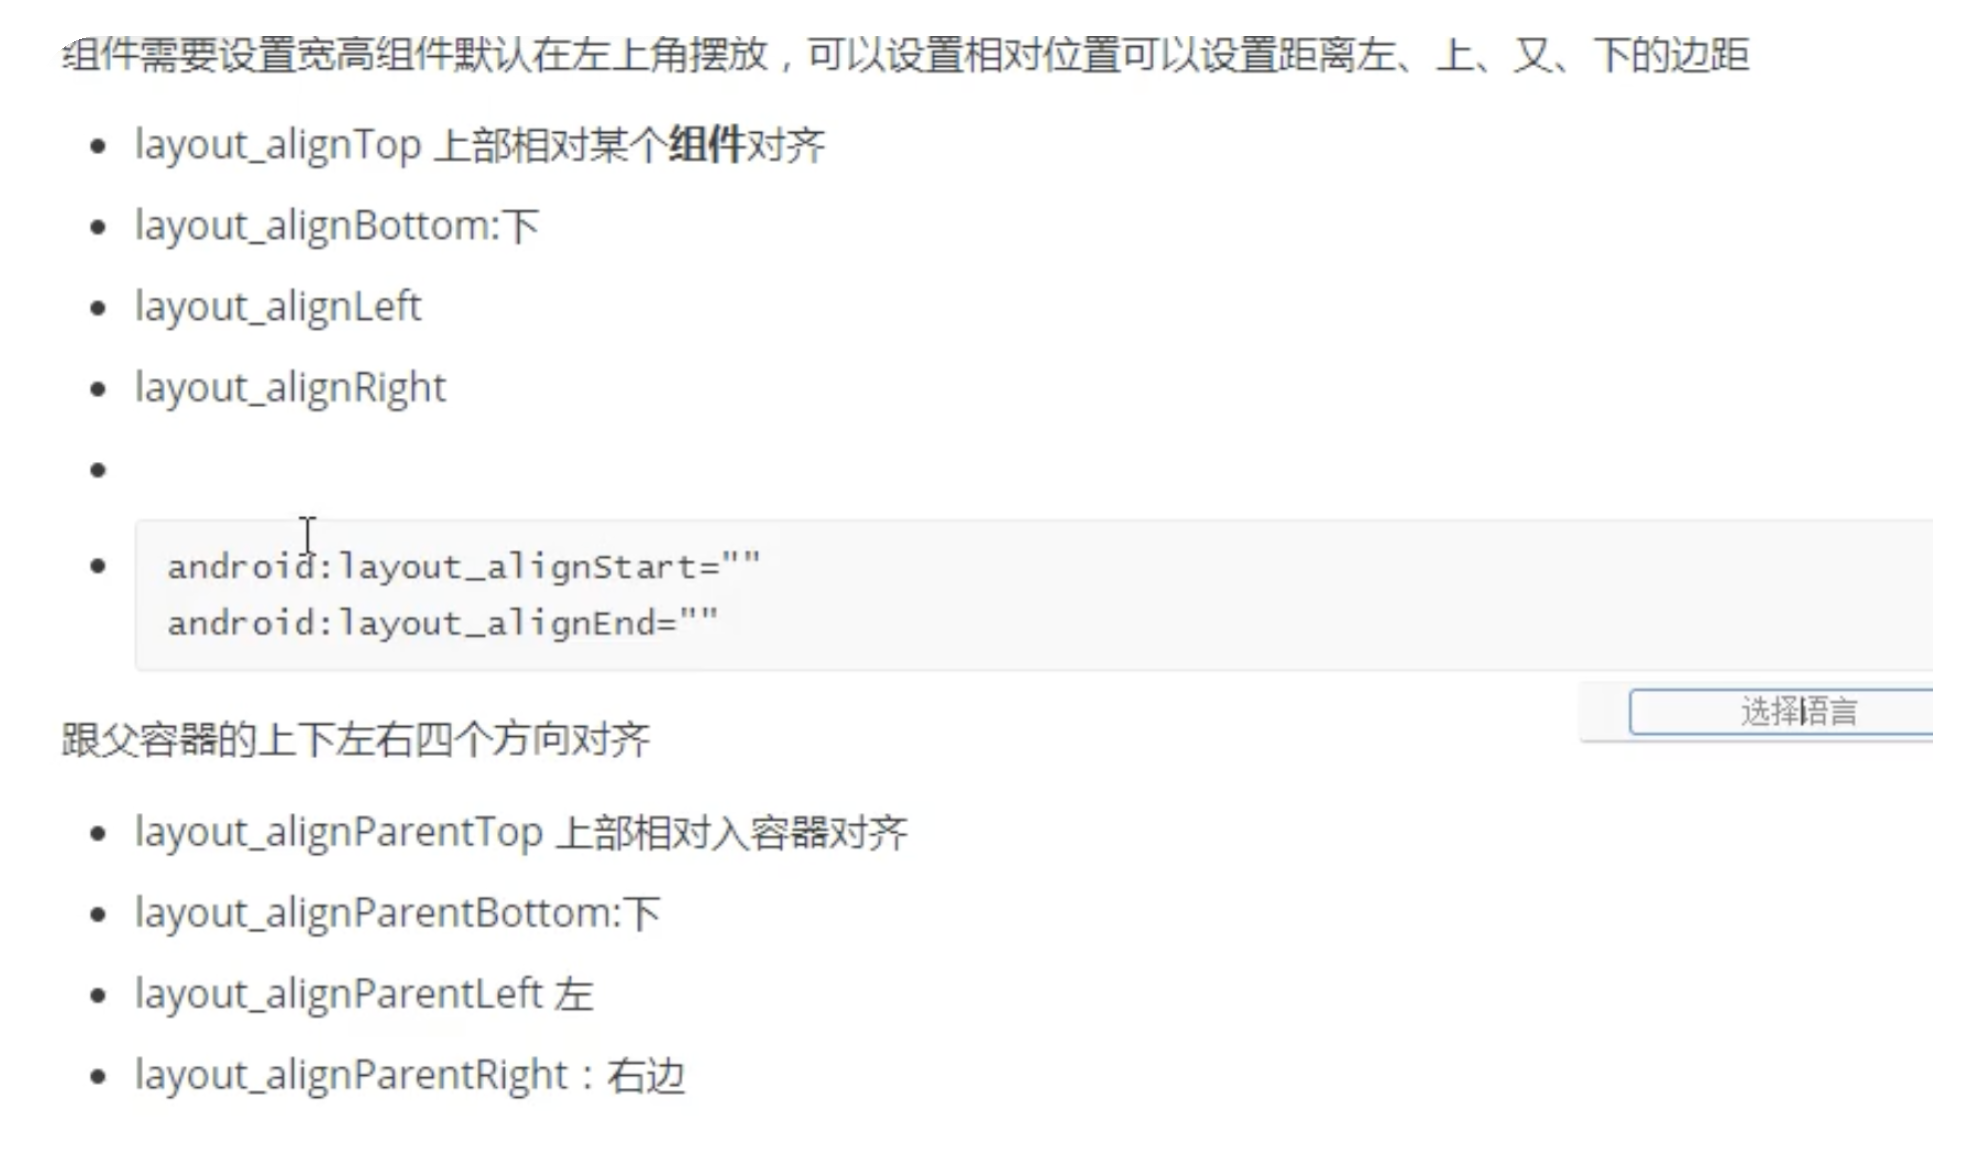 组件需要设置宽高组件默认在左上角摆放，可以设置相对位置可以设置距离左、上、又、下的边距
layout_alignTop 上部相对某个组件对齐
layout_alignBottom:下
layout_alignLeft
layout_alignRight
android:layout_alignStart=""
android:layout_alignEnd=""
选择语言
跟父容器的上下左右四个方向对齐
layout_alignParentTop 上部相对入容器对齐
layout_alignParentBottom:下
layout_alignParentLeft 左
layout_alignParentRight：右边